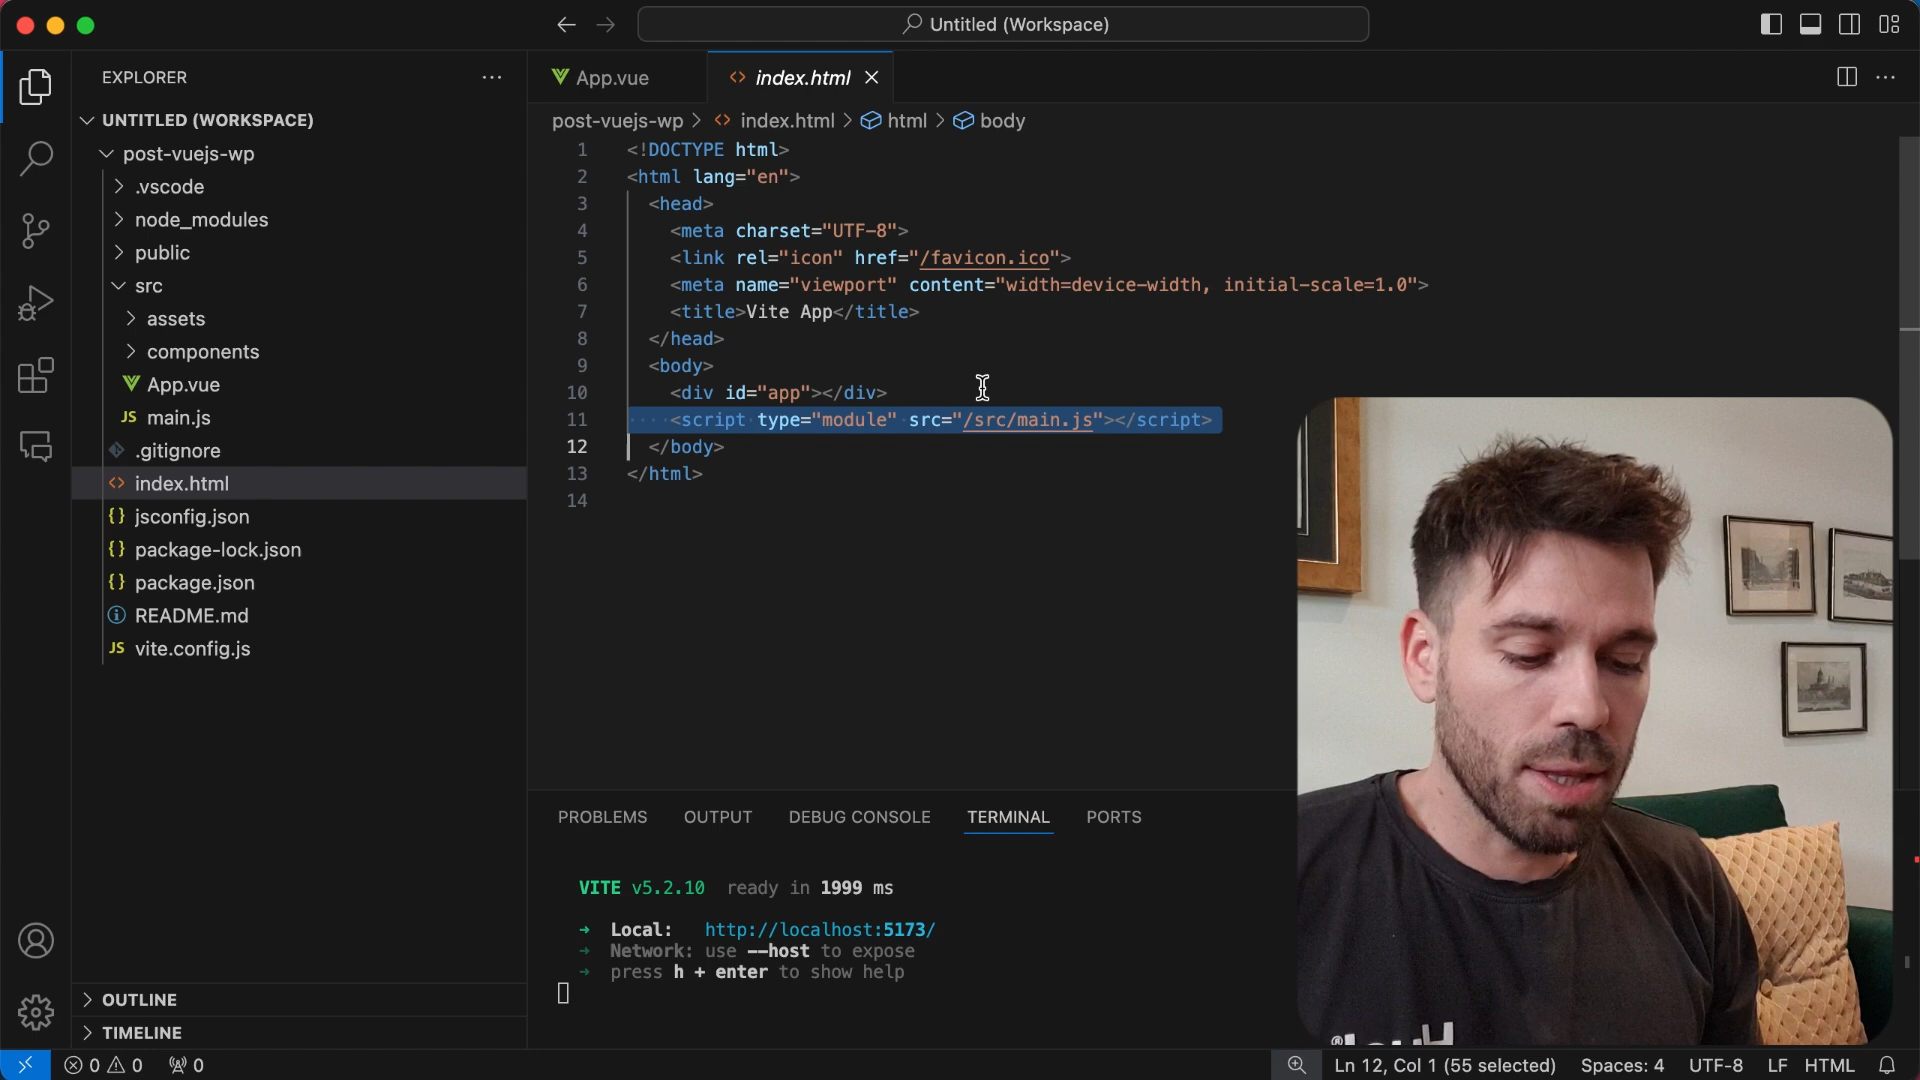 Untitled (Workspace)
EXPLORER
App.vue
index.html
UNTITLED (WORKSPACE)
post-vuejs-wp > index.html > html > body
post-vuejs-wp
.vscode
node_modules
public
src
assets
components
App.vue
JS main.js
.gitignore
<> index.html
{} jsconfig.json
{} package-lock.json
{} package.json
README.md
JS vite.config.js
1 <!DOCTYPE html>
2 <html lang="en">
3 <head>
4 <meta charset="UTF-8">
5 <link rel="icon" href="/favicon.ico">
6 <meta name="viewport" content="width=device-width, initial-scale=1.0">
7 <title>Vite App</title>
8 </head>
9 <body>
10 <div id="app"></div>
11 <script type="module" src="/src/main.js"></script>
12 </body>
13 </html>
14
PROBLEMS OUTPUT DEBUG CONSOLE TERMINAL PORTS
VITE v5.2.10 ready in 1999 ms
➜ Local: http://localhost:5173/
➜ Network: use --host to expose
➜ press h + enter to show help
OUTLINE
TIMELINE
0 0 0
Ln 12, Col 1 (55 selected) Spaces: 4 UTF-8 LF HTML